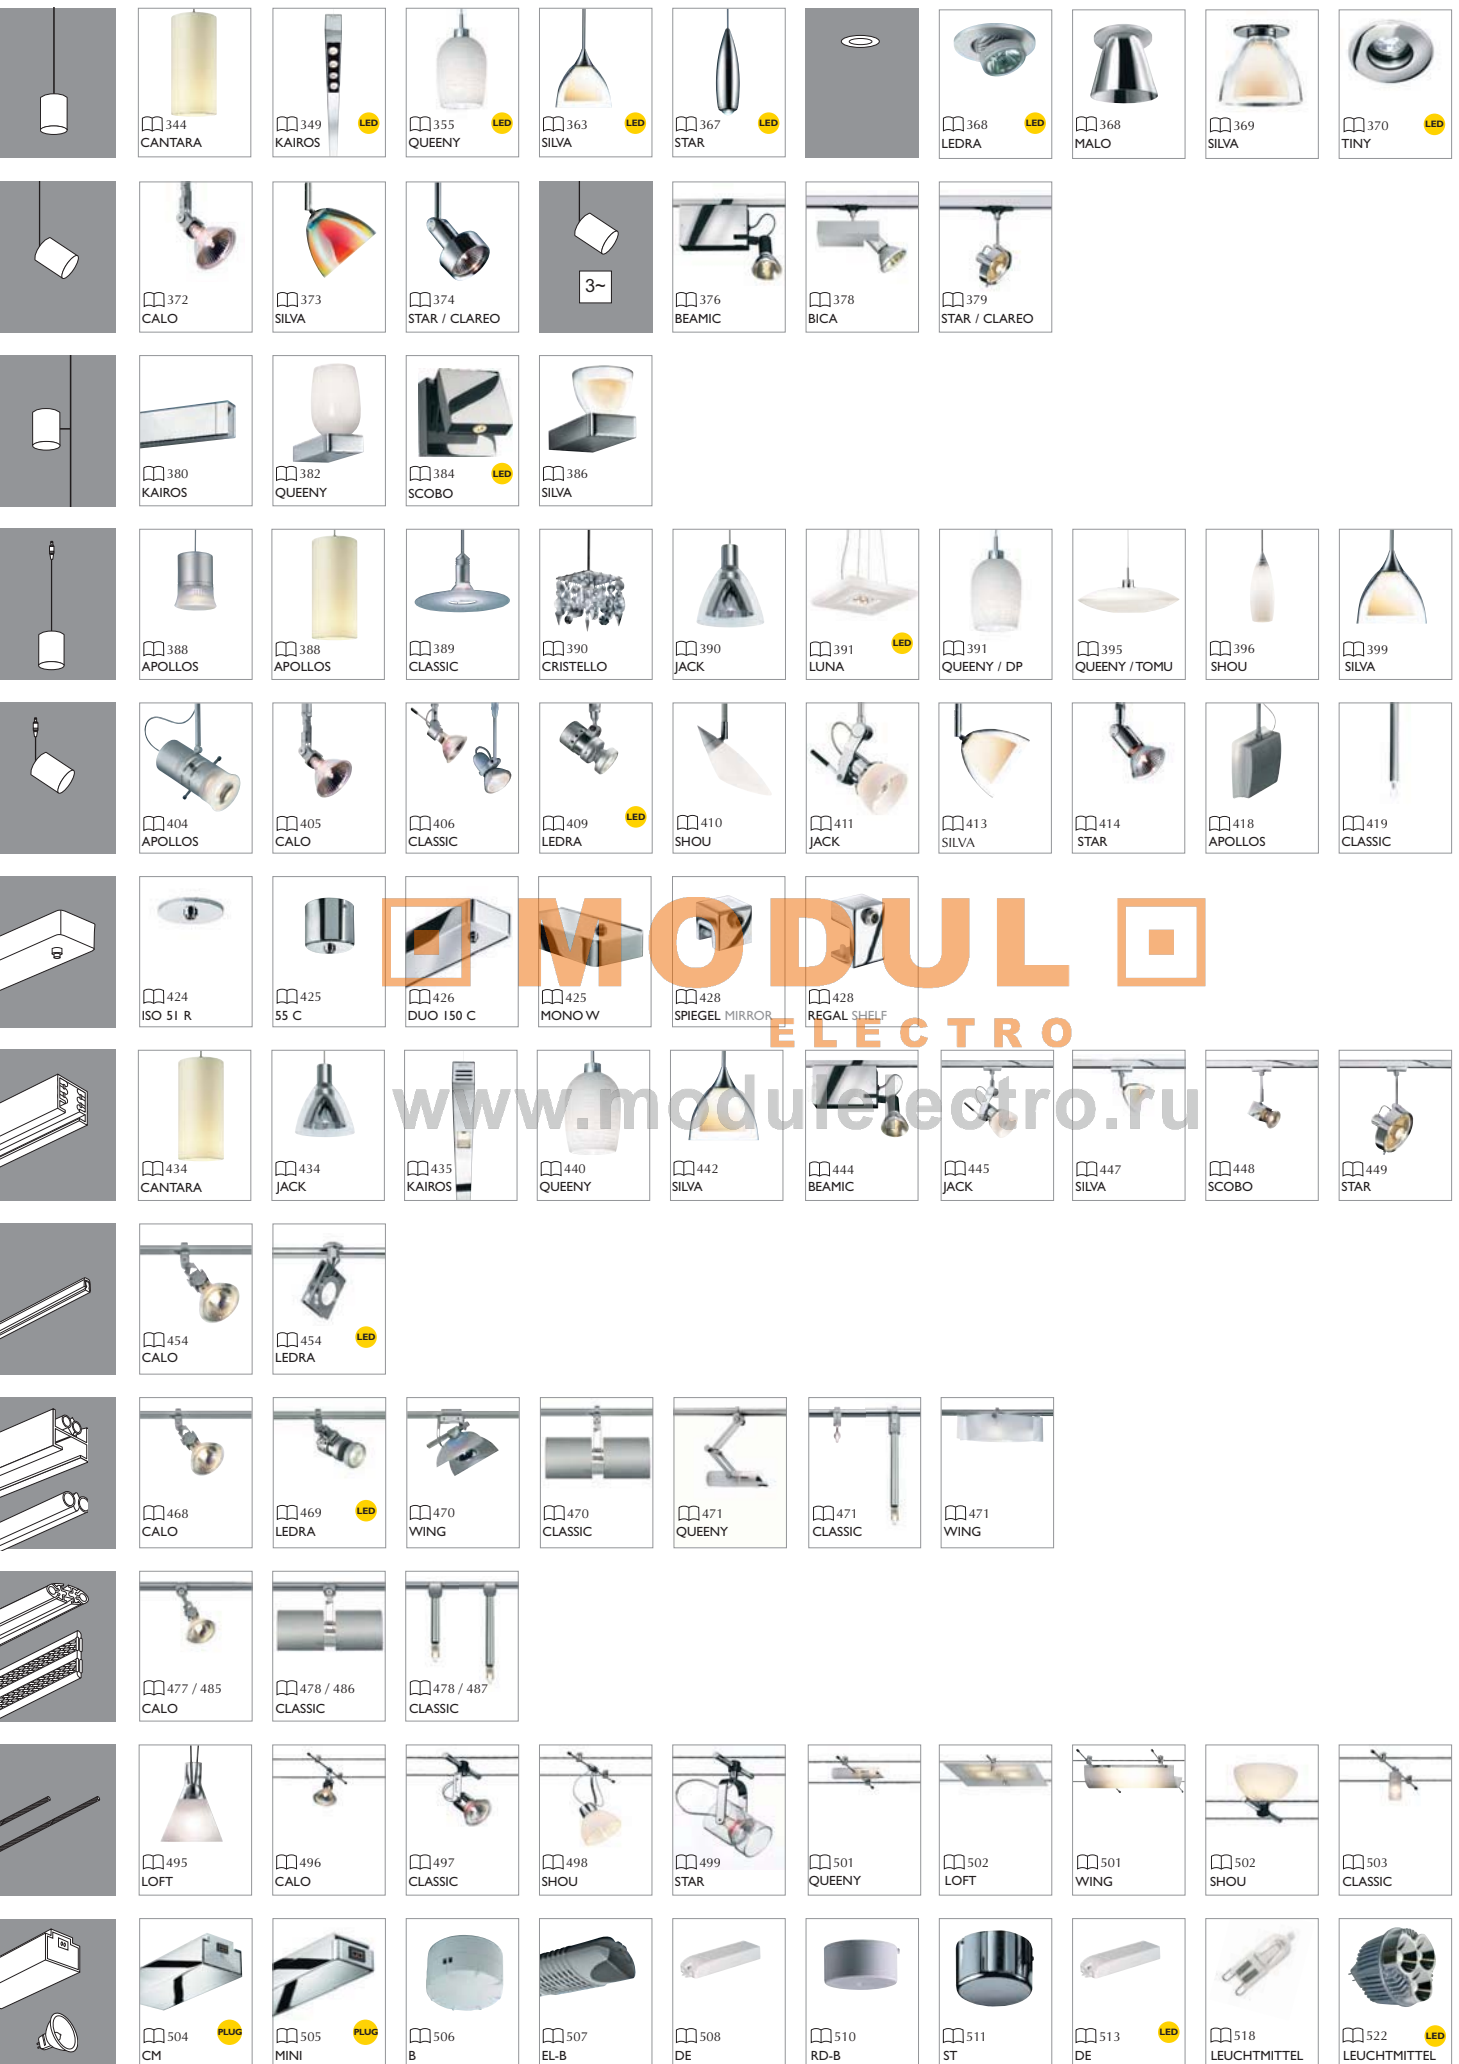 344 349 LED 355 LED 363 LED 367 LED 368 LED 368 369 370 LED
CANTARA KAIROS QUEENY SILVA STAR LEDRA MALO SILVA TINY
3~
372 373 374 376 378 379
CALO SILVA STAR / CLAREO BEAMIC BICA STAR / CLAREO
380 382 384 LED 386
KAIROS QUEENY SCOBO SILVA
388 388 389 390 390 391 LED 391 395 396 399
APOLLOS APOLLOS CLASSIC CRISTELLO JACK LUNA QUEENY / DP QUEENY / TOMU SHOU SILVA
404 405 406 409 LED 410 411 413 414 418 419
APOLLOS CALO CLASSIC LEDRA SHOU JACK SILVA STAR APOLLOS CLASSIC
MODUL
424 425 426 425 428 428
ISO 51 R 55 C DUO 150 C MONO W SPIEGEL MIRROR REGAL SHELF
ELECTRO
www.modulelectro.ru
434 434 435 440 442 444 445 447 448 449
CANTARA JACK KAIROS QUEENY SILVA BEAMIC JACK SILVA SCOBO STAR
454 454 LED
CALO LEDRA
468 469 LED 470 470 471 471 471
CALO LEDRA WING CLASSIC QUEENY CLASSIC WING
477 / 485 478 / 486 478 / 487
CALO CLASSIC CLASSIC
495 496 497 498 499 501 502 501 502 503
LOFT CALO CLASSIC SHOU STAR QUEENY LOFT WING SHOU CLASSIC
504 PLUG 505 PLUG 506 507 508 510 511 513 LED 518 522 LED
CM MINI B EL-B DE RD-B ST DE LEUCHTMITTEL LEUCHTMITTEL